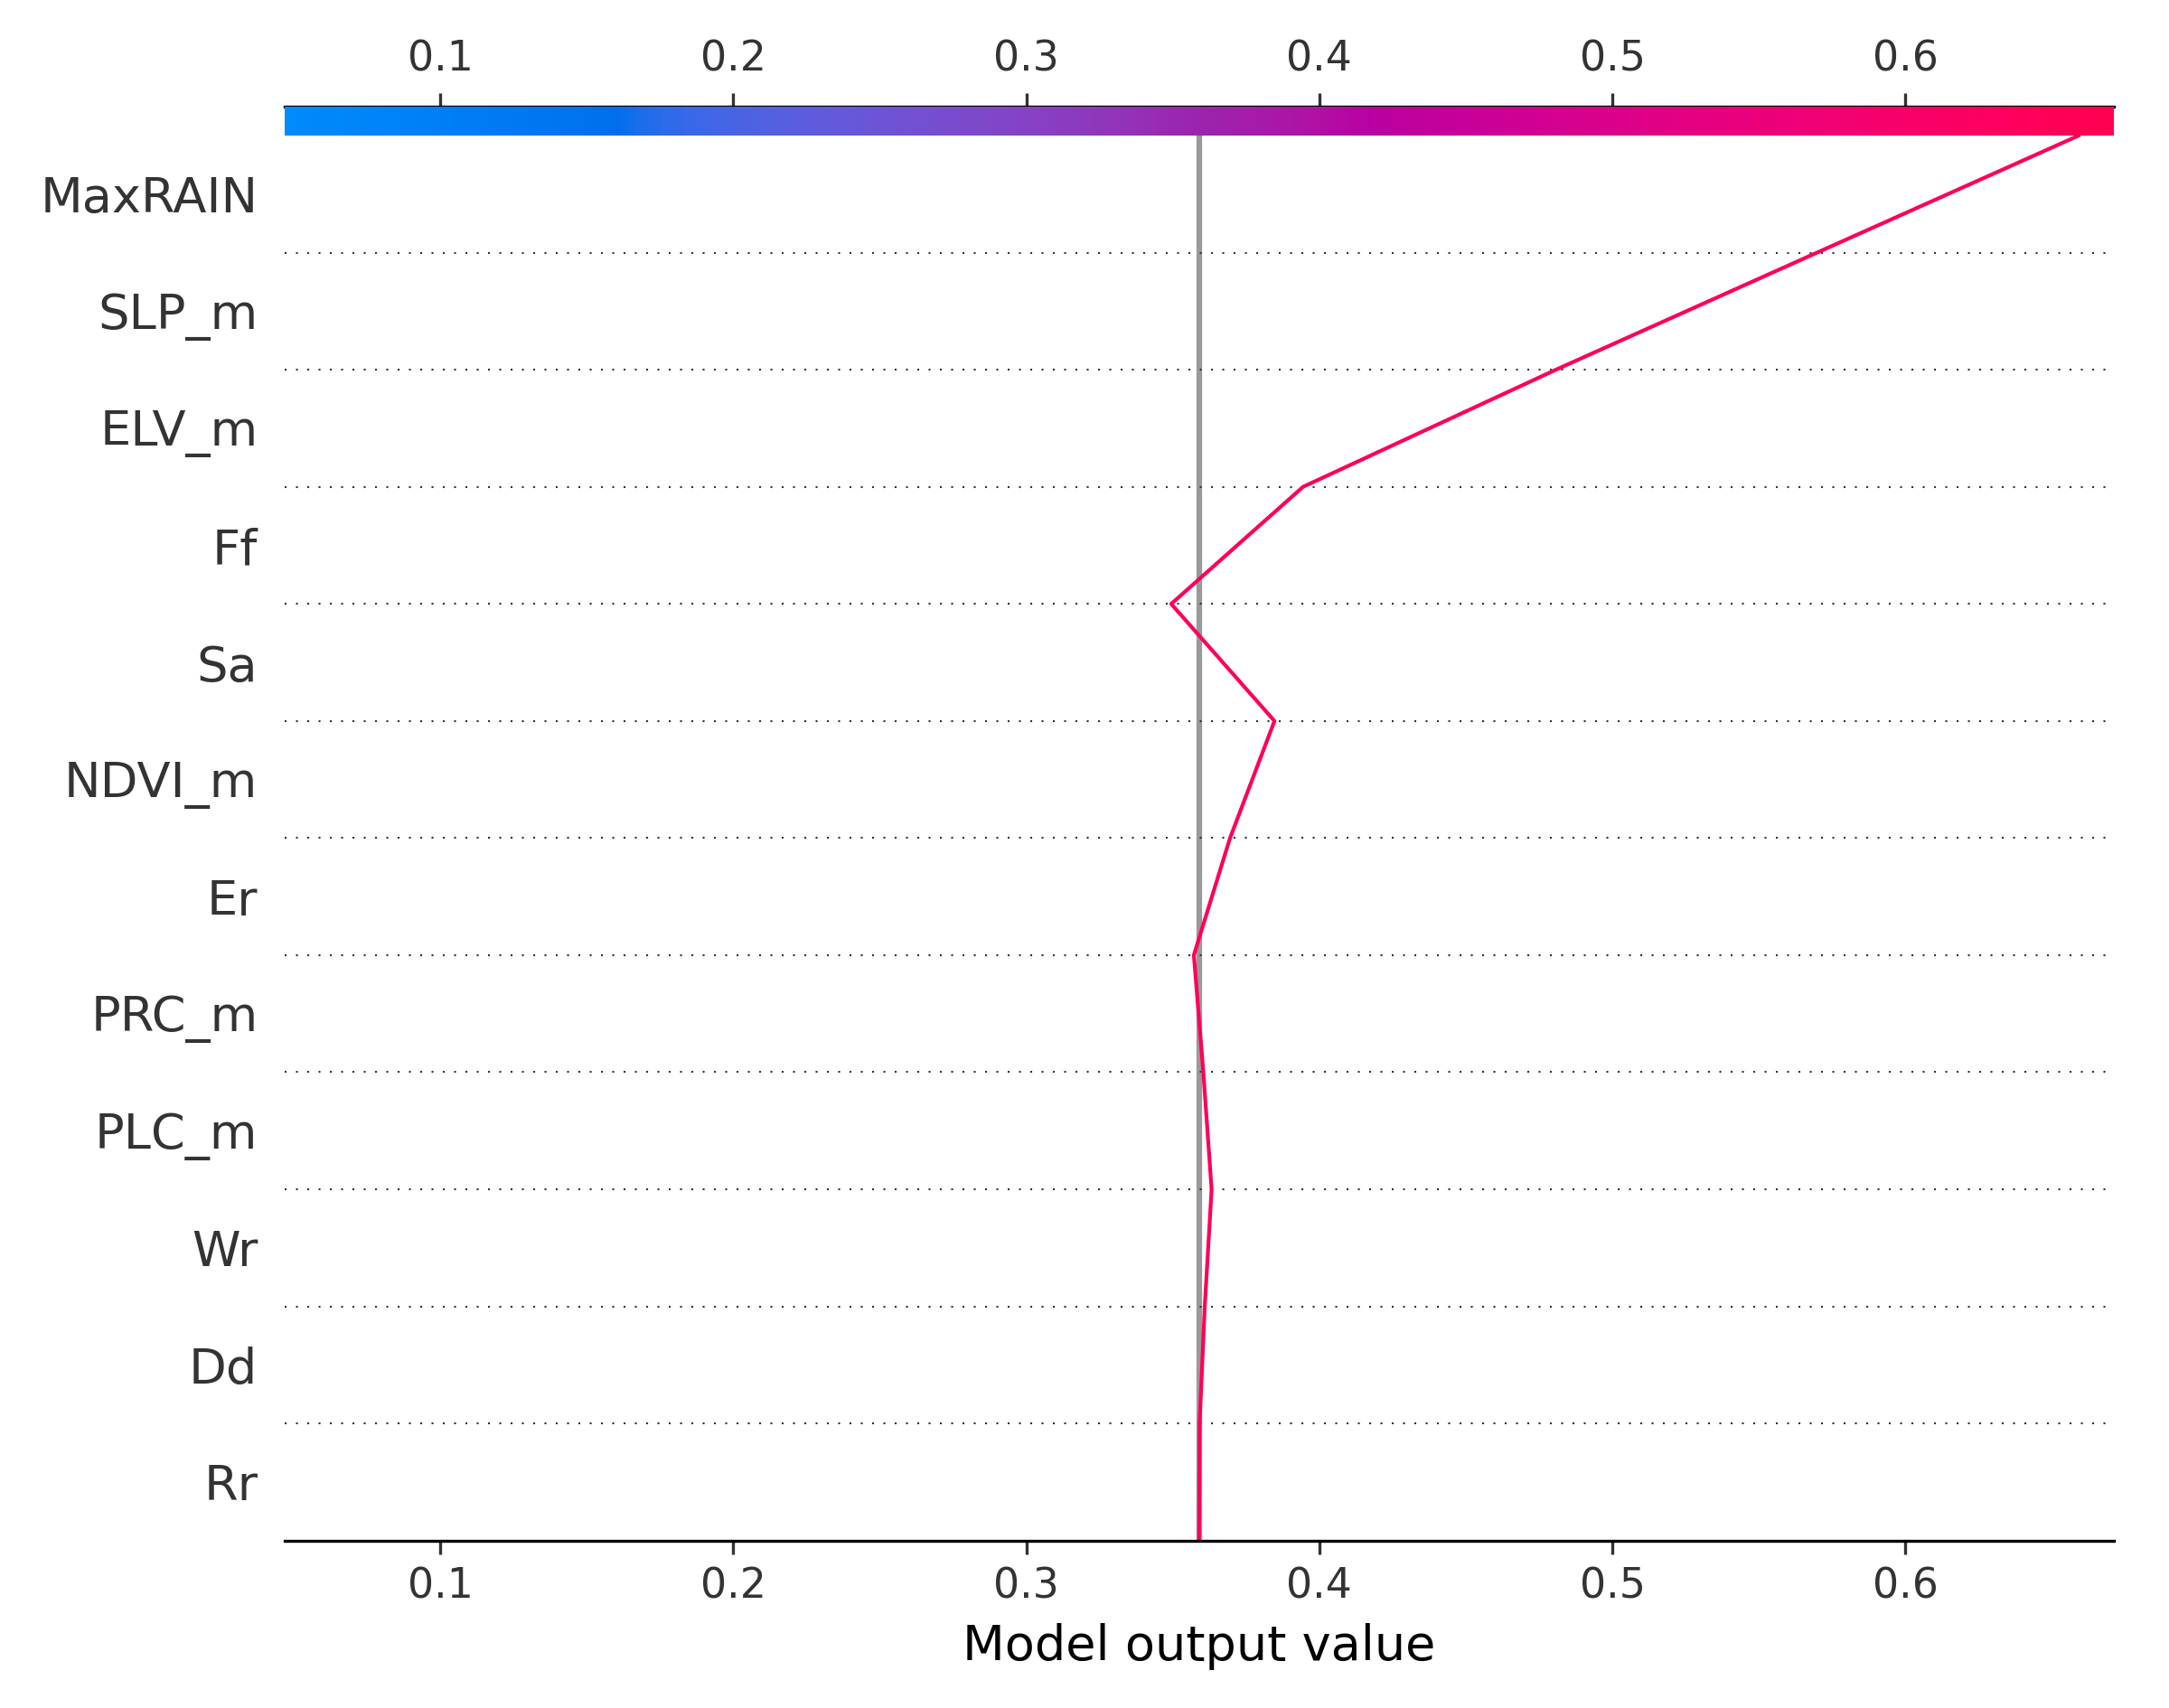 0.1 0.2 0.3 0.4 0.5 0.6
MaxRAIN
SLP_m
ELV_m
Ff
Sa
NDVI_m
Er
PRC_m
PLC_m
Wr
Dd
Rr
0.1 0.2 0.3 0.4 0.5 0.6
Model output value